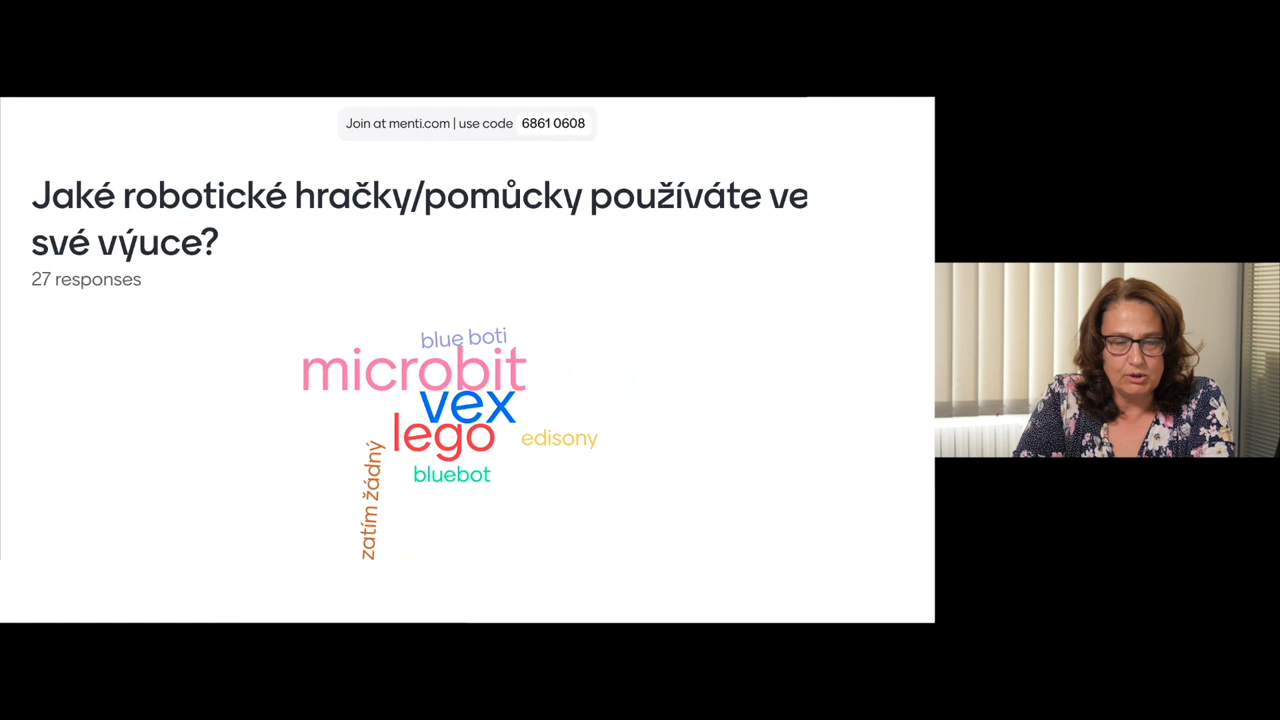 Join at menti.com | use code 6861 0608
Jaké robotické hračky/pomůcky používáte ve
své výuce?
27 responses
blue boti
microbit
vex
lego
edisony
bluebot
zatím žádný